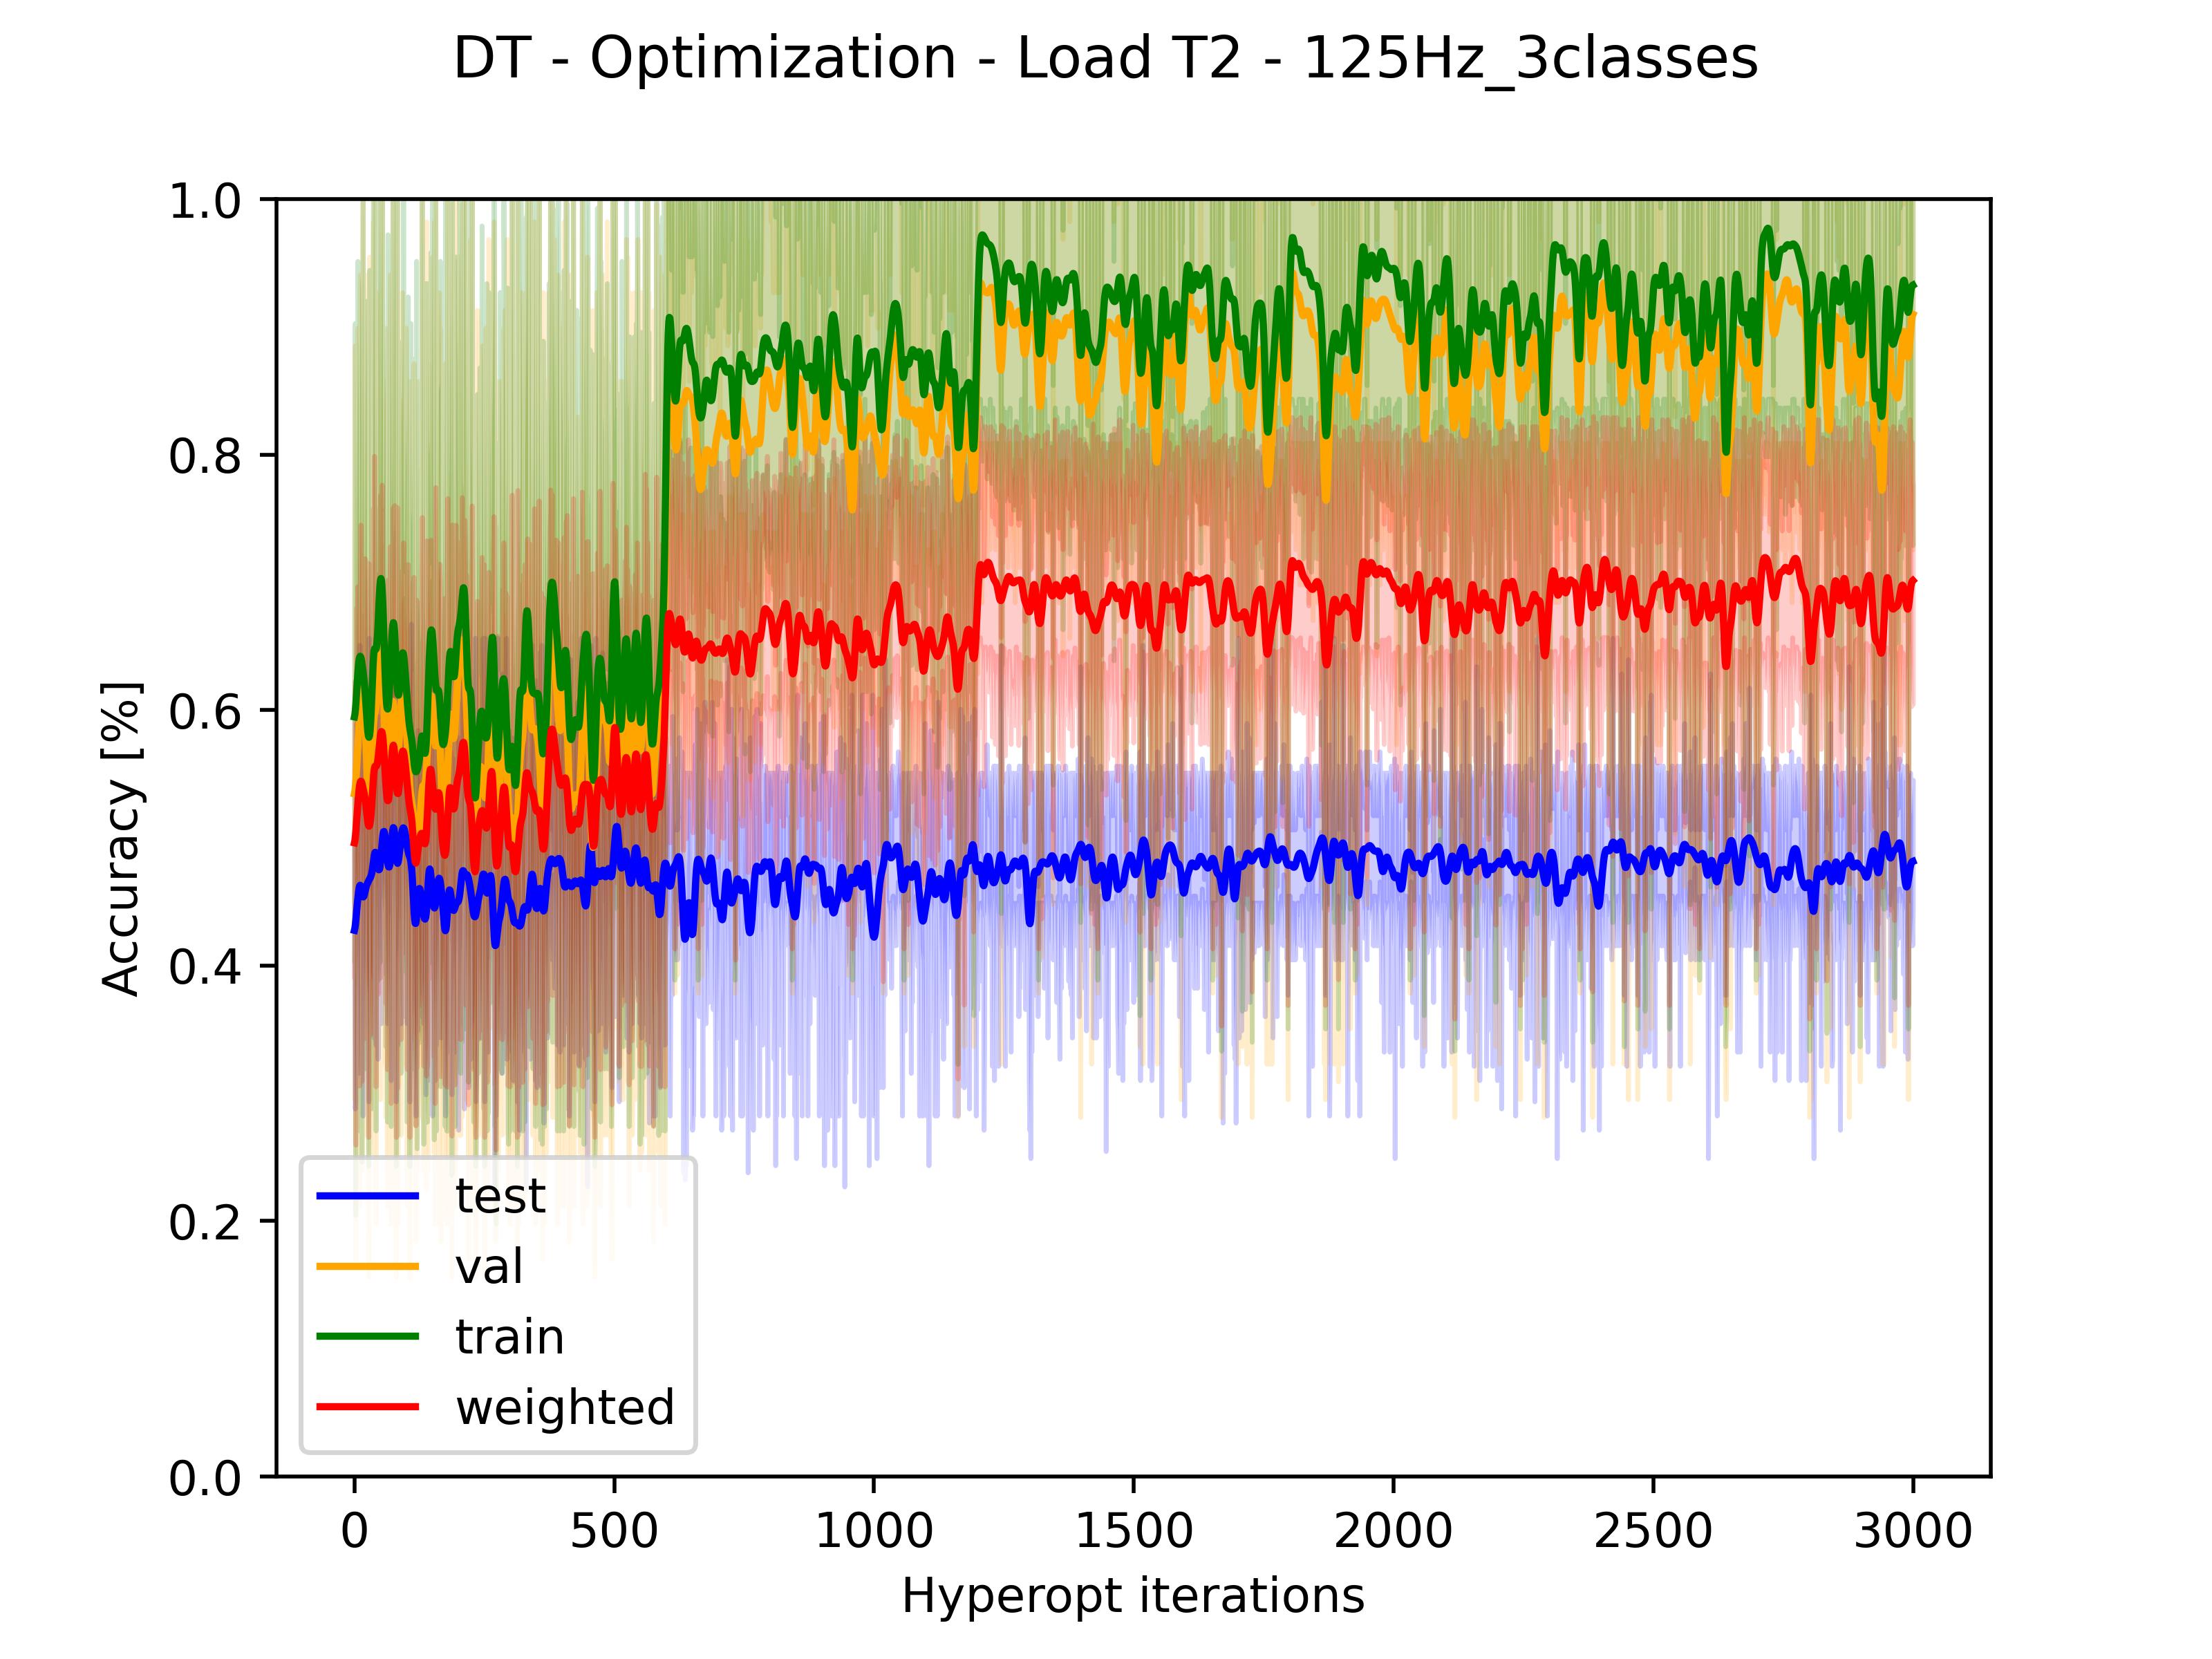 DT - Optimization - Load T2 - 125Hz_3classes
1.0
0.8
0.6
0.4
0.2
0.0
Accuracy [%]
test
val
train
weighted
0 500 1000 1500 2000 2500 3000
Hyperopt iterations